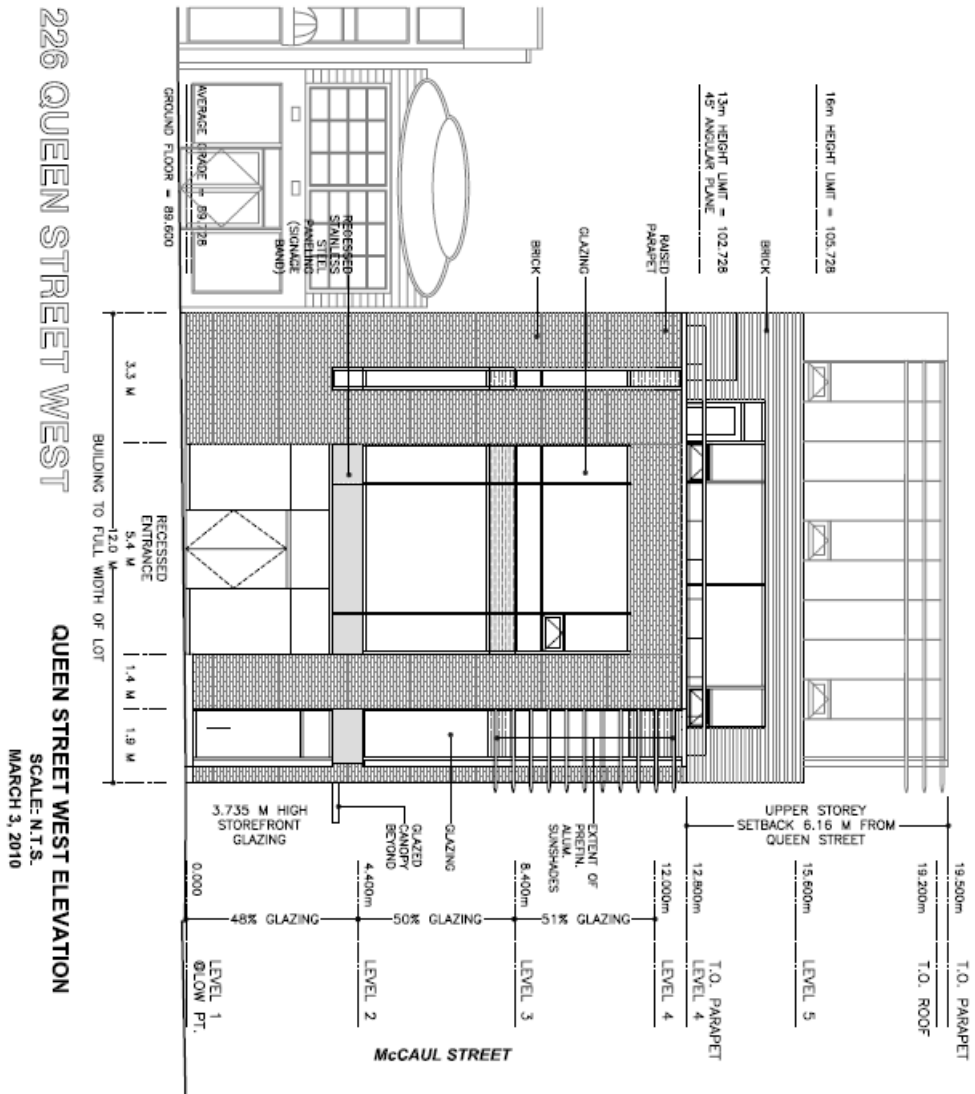 16m HEIGHT LIMIT = 105.728
13m HEIGHT LIMIT = 102.728
45° ANGULAR PLANE
AVERAGE GRADE = 89.728
GROUND FLOOR = 89.600
BRICK
RAISED
PARAPET
GLAZING
BRICK
RECESSED
STAINLESS
STEEL
PANELING
(SIGNAGE
BAND)
3.3 M
RECESSED
ENTRANCE
5.4 M
1.4 M
1.9 M
12.0 M
BUILDING TO FULL WIDTH OF LOT
UPPER STOREY
SETBACK 6.16 M FROM
QUEEN STREET
EXTENT OF
PREFIN.
ALUM.
SUNSHADES
GLAZING
GLAZED
CANOPY
BEYOND
3.735 M HIGH
STOREFRONT
GLAZING
19.500m
T.O. PARAPET
19.200m
T.O. ROOF
15.600m
LEVEL 5
12.800m
T.O. PARAPET
LEVEL 4
12.000m
LEVEL 4
51% GLAZING
8.400m
LEVEL 3
50% GLAZING
4.400m
LEVEL 2
48% GLAZING
0.000
LEVEL 1
@LOW PT.
McCAUL STREET
226 QUEEN STREET WEST
QUEEN STREET WEST ELEVATION
SCALE: N.T.S.
MARCH 3, 2010